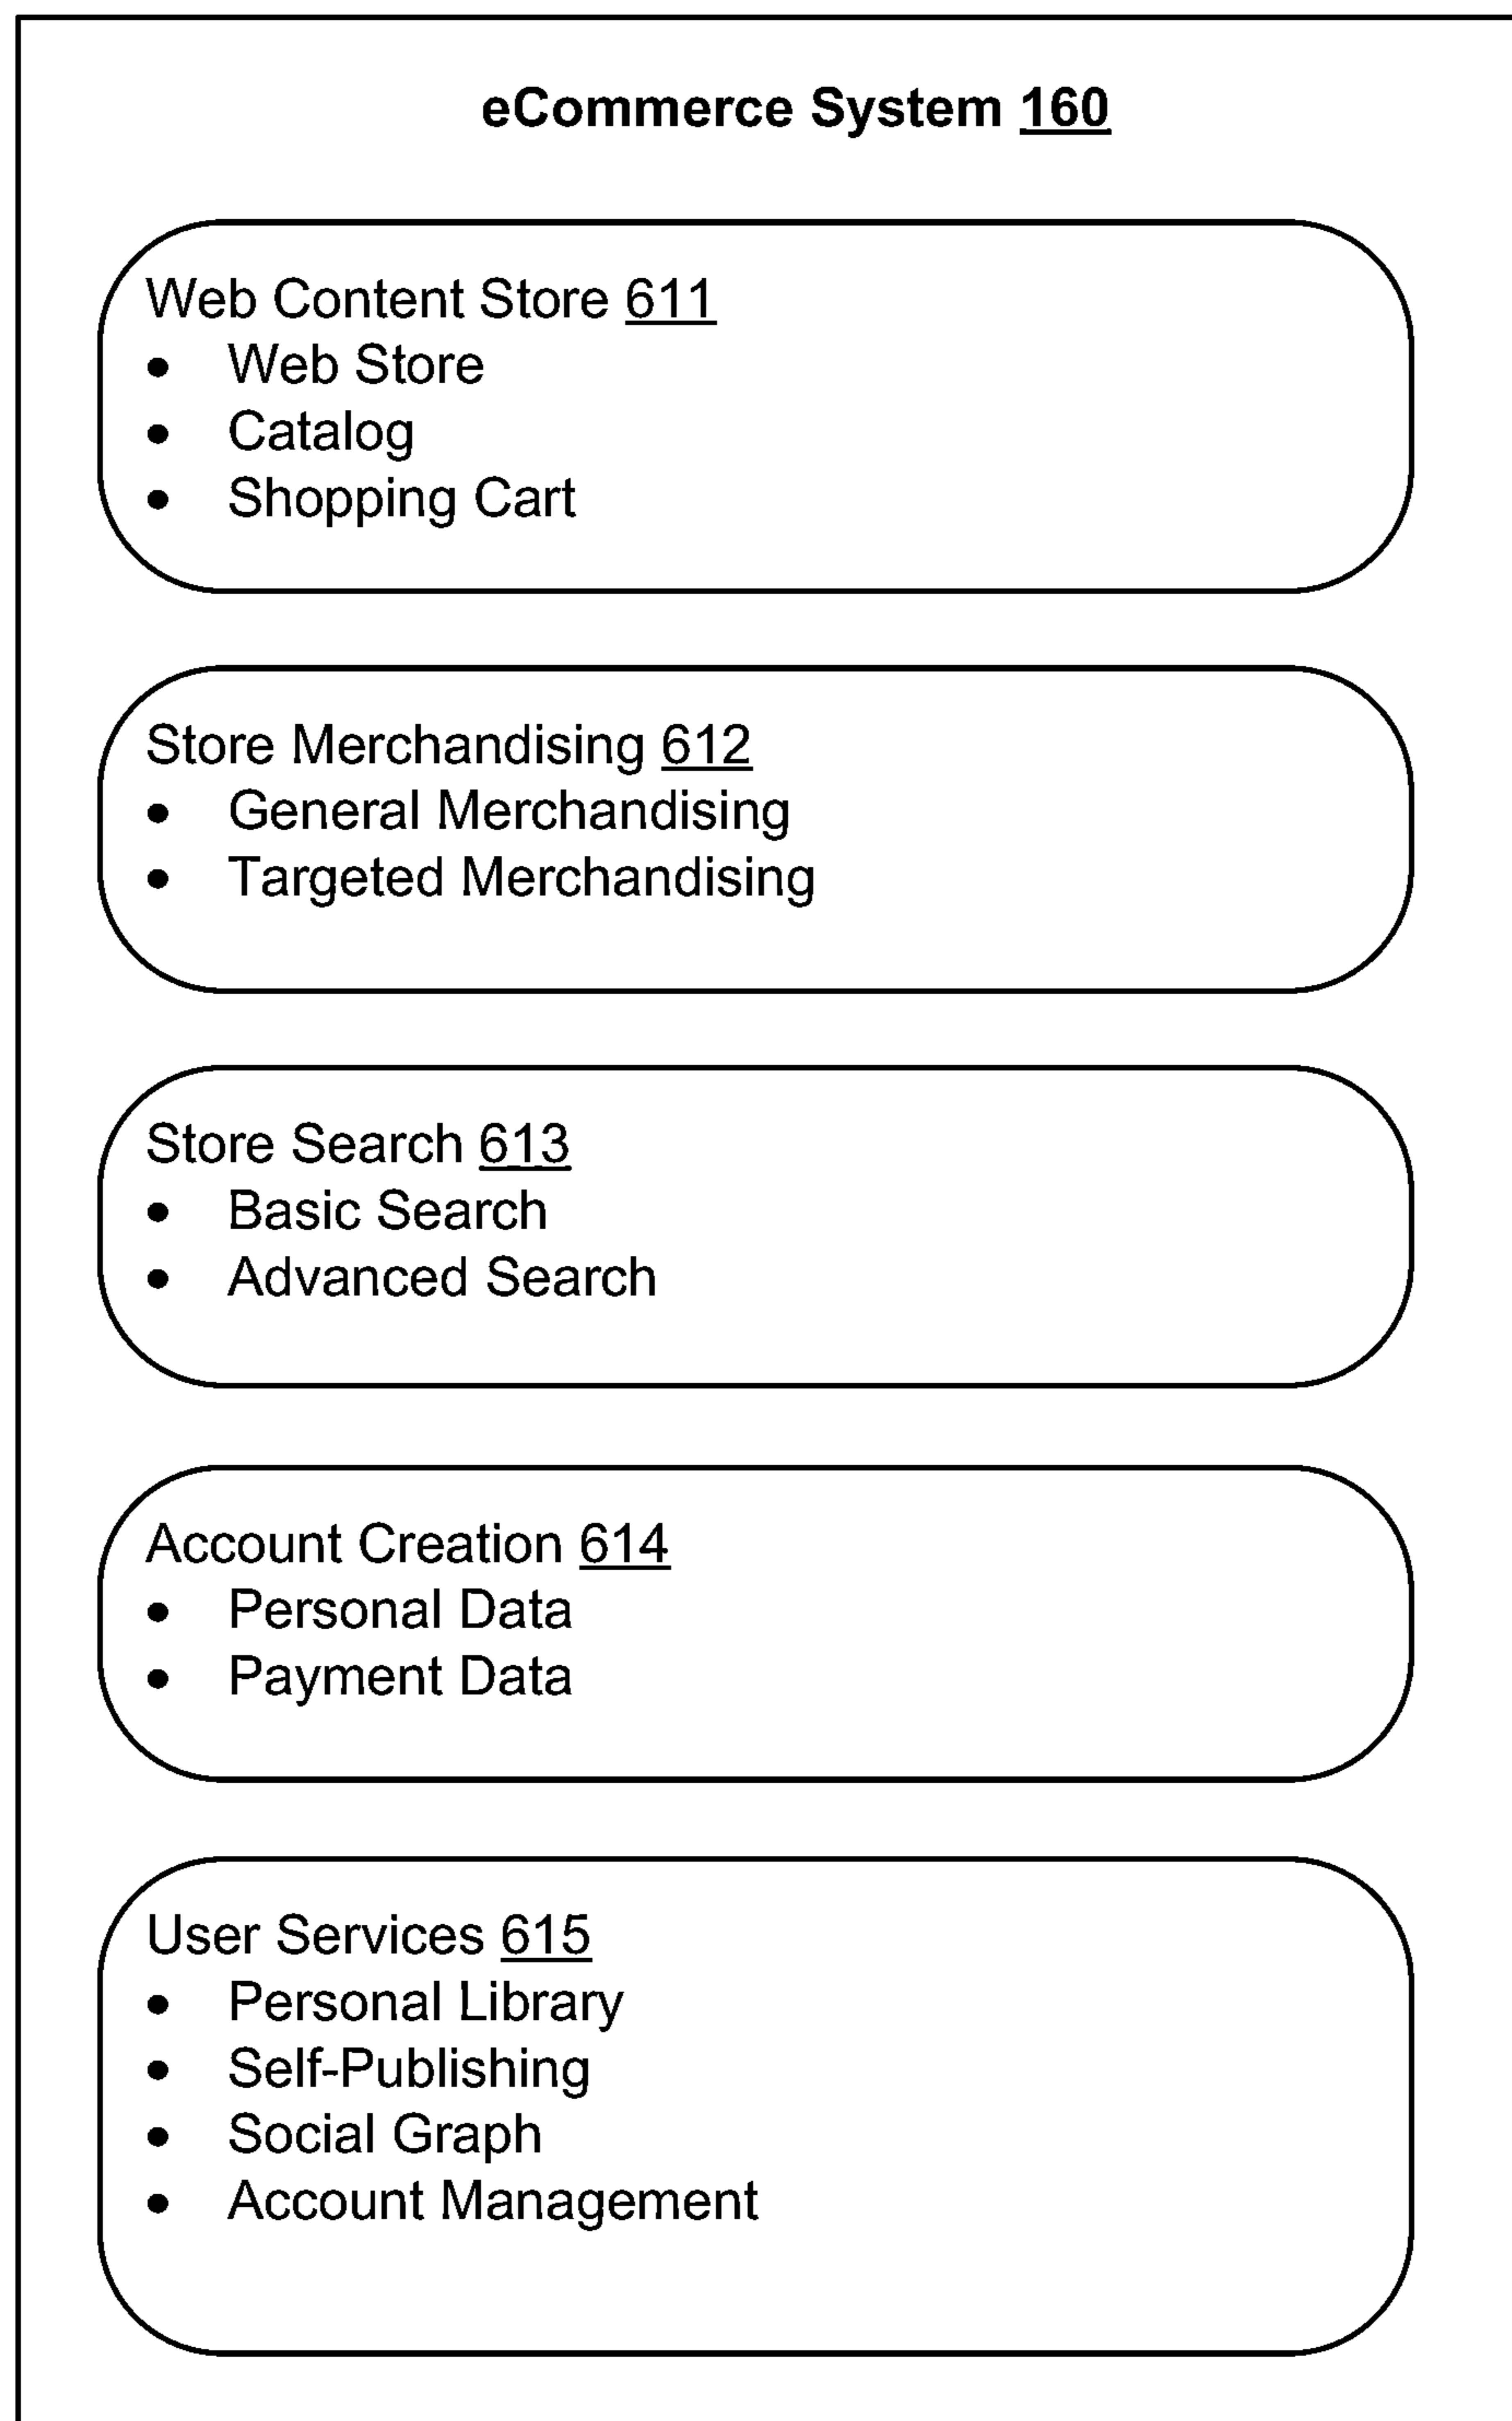 eCommerce System 160
Web Content Store 611
• Web Store
• Catalog
• Shopping Cart
Store Merchandising 612
• General Merchandising
• Targeted Merchandising
Store Search 613
• Basic Search
• Advanced Search
Account Creation 614
• Personal Data
• Payment Data
User Services 615
• Personal Library
• Self-Publishing
• Social Graph
• Account Management